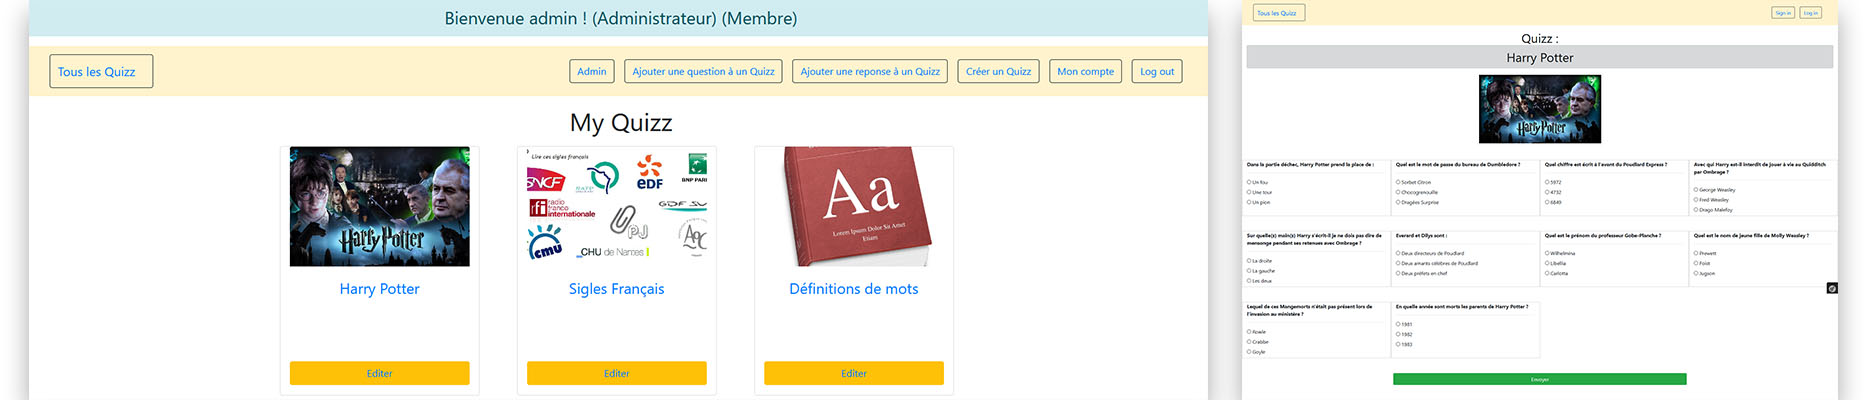 Bienvenue admin ! (Administrateur) (Membre)
Tous les Quizz
Admin
Ajouter une question à un Quizz
Ajouter une reponse à un Quizz
Créer un Quizz
Mon compte
Log out
My Quizz
Harry Potter
Harry Potter
Editer
Lire ces sigles français
SNCF
RATP
eDF
BNP PARI
rfi radio france internationale
GDF SU
PJ
cmu
CHU de Nantes
Sigles Français
Editer
Aa
Lorem Ipsum Dolor Sit Amet
Etiam
Définitions de mots
Editer
Tous les Quizz
Sign in
Log in
Quizz :
Harry Potter
Harry Potter
Dans la partie déchec, Harry Potter prend la place de :
Un fou
Une tour
Un pion
Quel est le mot de passe du bureau de Dumbledore ?
Sorbet Citron
Chocogrenouille
Dragées Surprise
Quel chiffre est écrit à l'avant du Poudlard Express ?
5972
4732
6849
Avec qui Harry est-il interdit de jouer à vie au Quidditch
par Ombrage ?
George Weasley
Fred Weasley
Drago Malefoy
Sur quelle(s) main(s) Harry s'écrit-il je ne dois pas dire de
mensonge pendant ses retenues avec Ombrage ?
La droite
La gauche
Les deux
Everard et Dilys sont :
Deux directeurs de Poudlard
Deux amants célèbres de Poudlard
Deux préfets en chef
Quel est le prénom du professeur Gobe-Planche ?
Wilhelmina
Libellia
Carlotta
Quel est le nom de jeune fille de Molly Weasley ?
Prewett
Foist
Jugson
Lequel de ces Mangemorts n'était pas présent lors de
l'invasion au ministère ?
Rowle
Crabbe
Goyle
En quelle année sont morts les parents de Harry Potter ?
1981
1982
1983
Envoyer